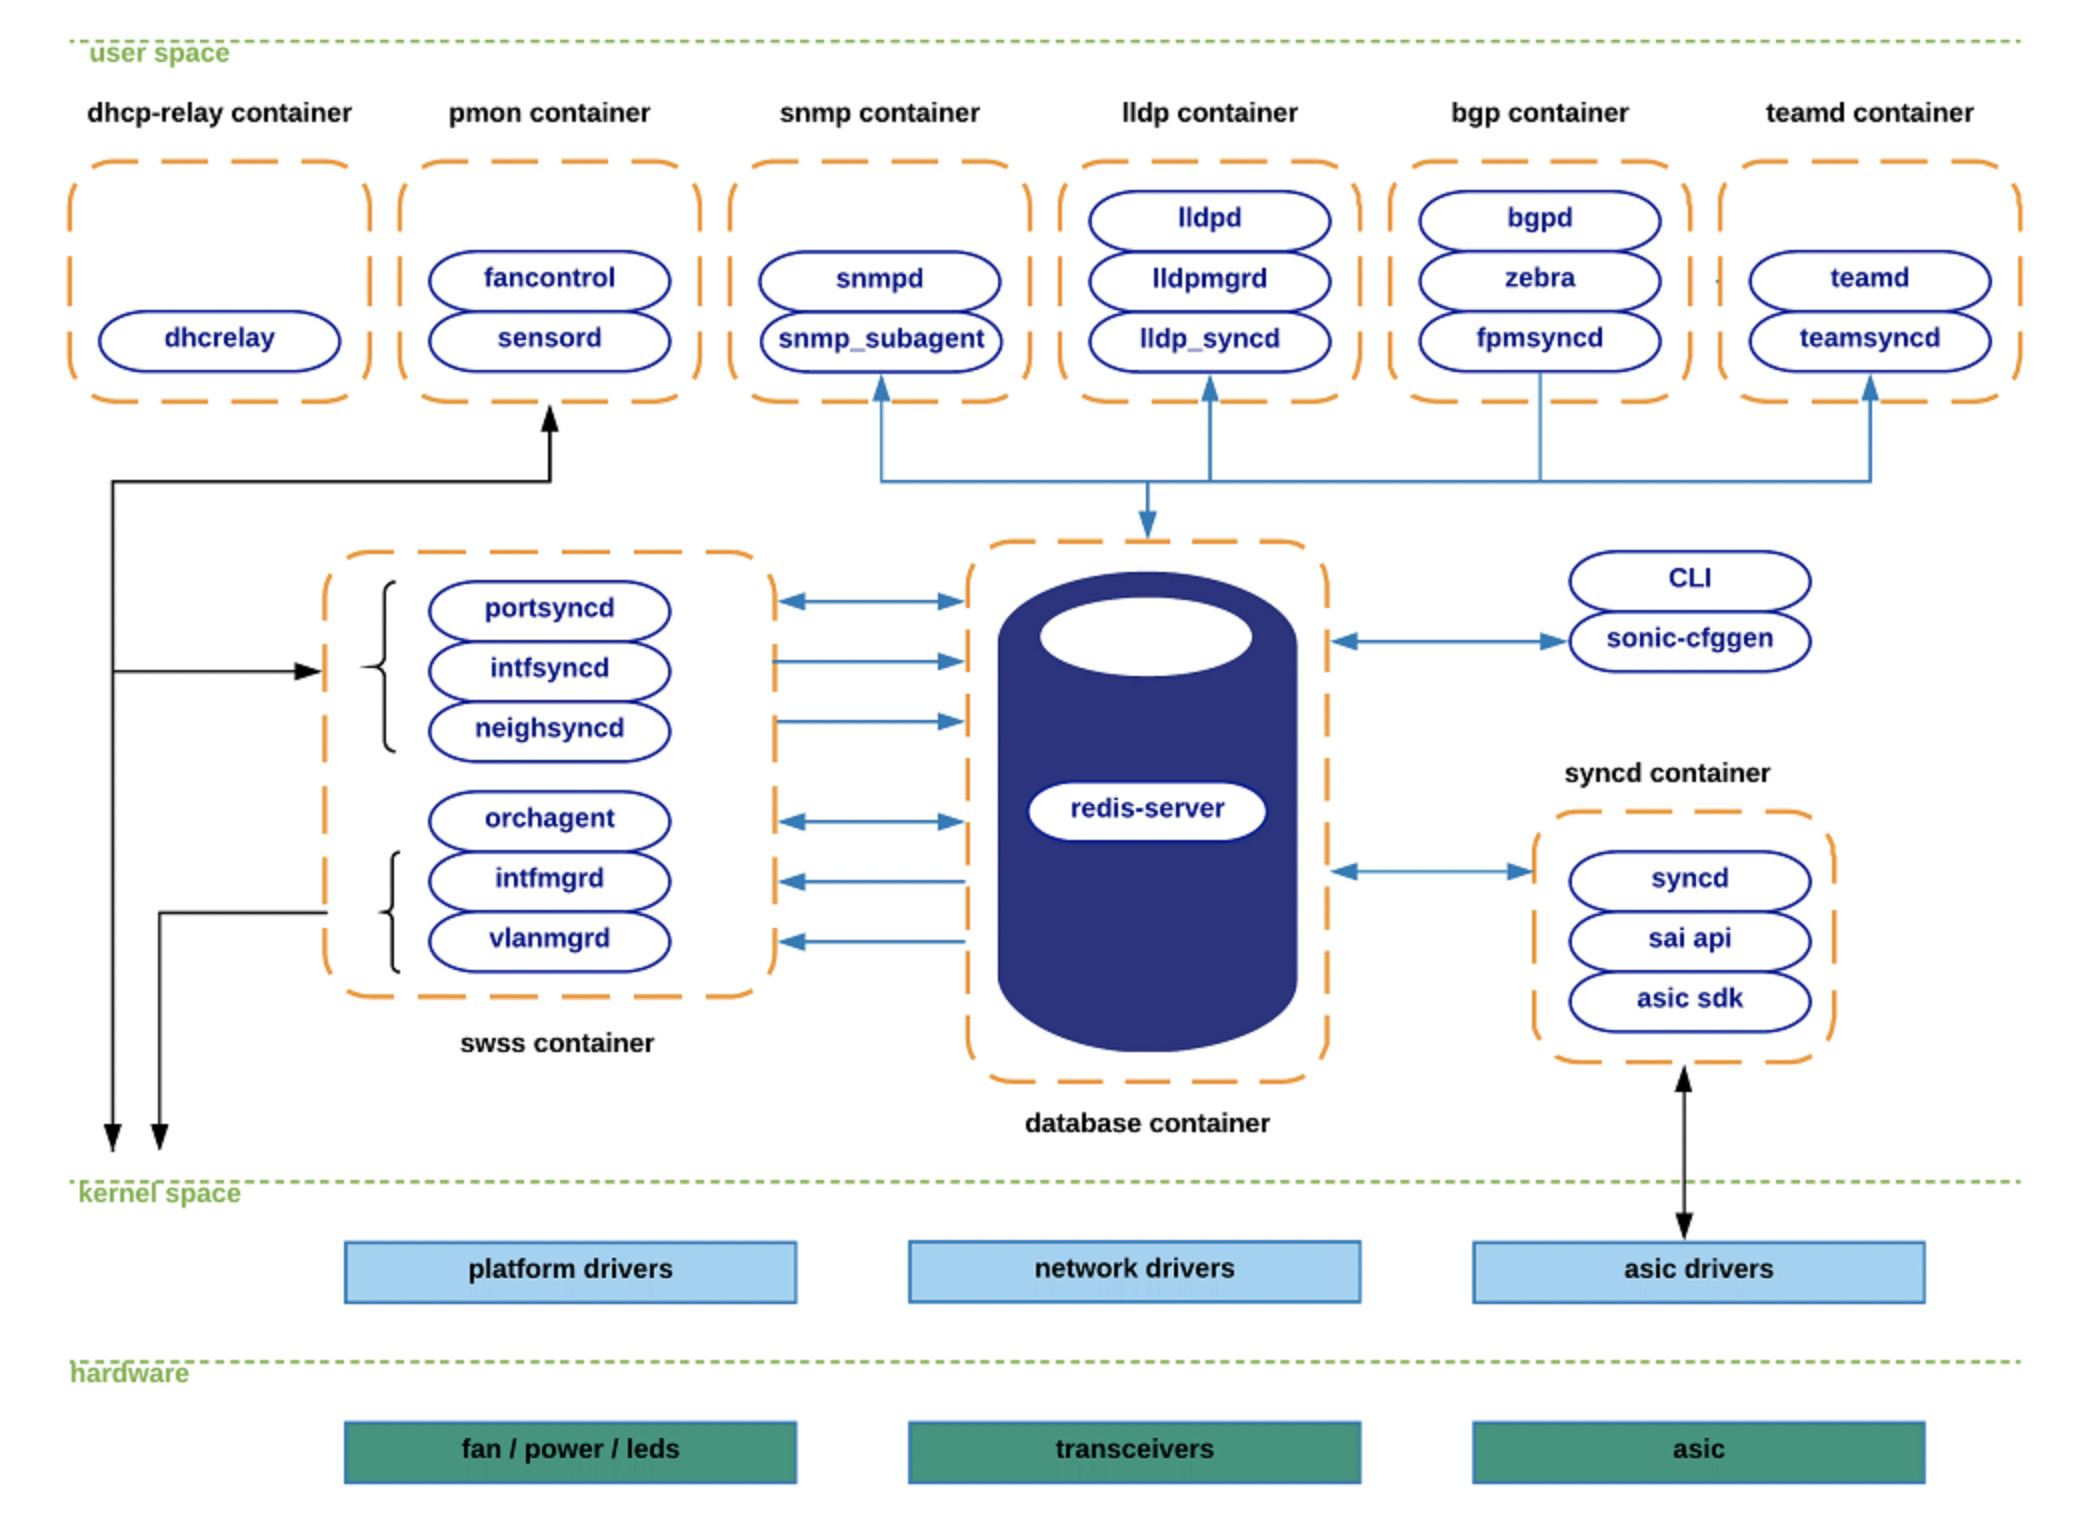 user space
dhcp-relay container
pmon container
snmp container
lldp container
bgp container
teamd container
dhcrelay
fancontrol
sensord
snmpd
snmp_subagent
lldpd
lldpmgrd
lldp_syncd
bgpd
zebra
fpmsyncd
teamd
teamsyncd
portsyncd
intfsyncd
neighsyncd
orchagent
intfmgrd
vlanmgrd
swss container
redis-server
database container
CLI
sonic-cfggen
syncd container
syncd
sai api
asic sdk
kernel space
platform drivers
network drivers
asic drivers
hardware
fan / power / leds
transceivers
asic